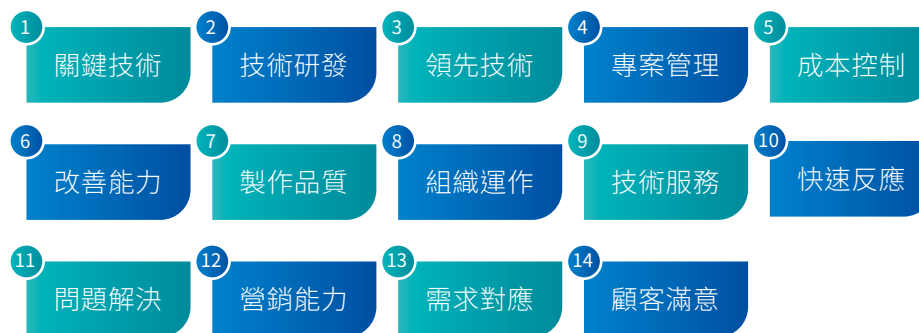 1
關鍵技術
2
技術研發
3
領先技術
4
專案管理
5
成本控制
6
改善能力
7
製作品質
8
組織運作
9
技術服務
10
快速反應
11
問題解決
12
營銷能力
13
需求對應
14
顧客滿意